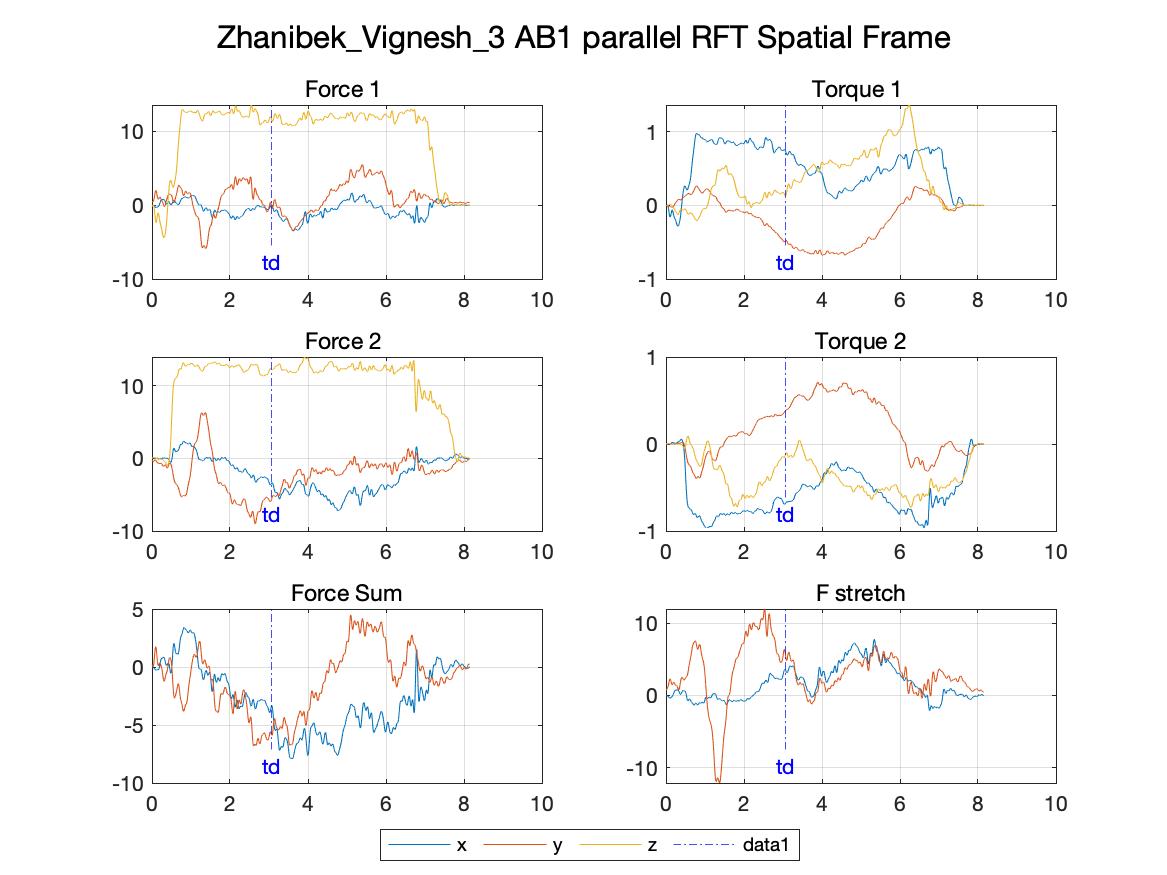 Zhanibek_Vignesh_3 AB1 parallel RFT Spatial Frame
Force 1
10
0
-10
td
0 2 4 6 8 10
Torque 1
1
0
-1
td
0 2 4 6 8 10
Force 2
10
0
-10
td
0 2 4 6 8 10
Torque 2
1
0
-1
td
0 2 4 6 8 10
Force Sum
5
0
-5
-10
td
0 2 4 6 8 10
F stretch
10
0
-10
td
0 2 4 6 8 10
x y z data1